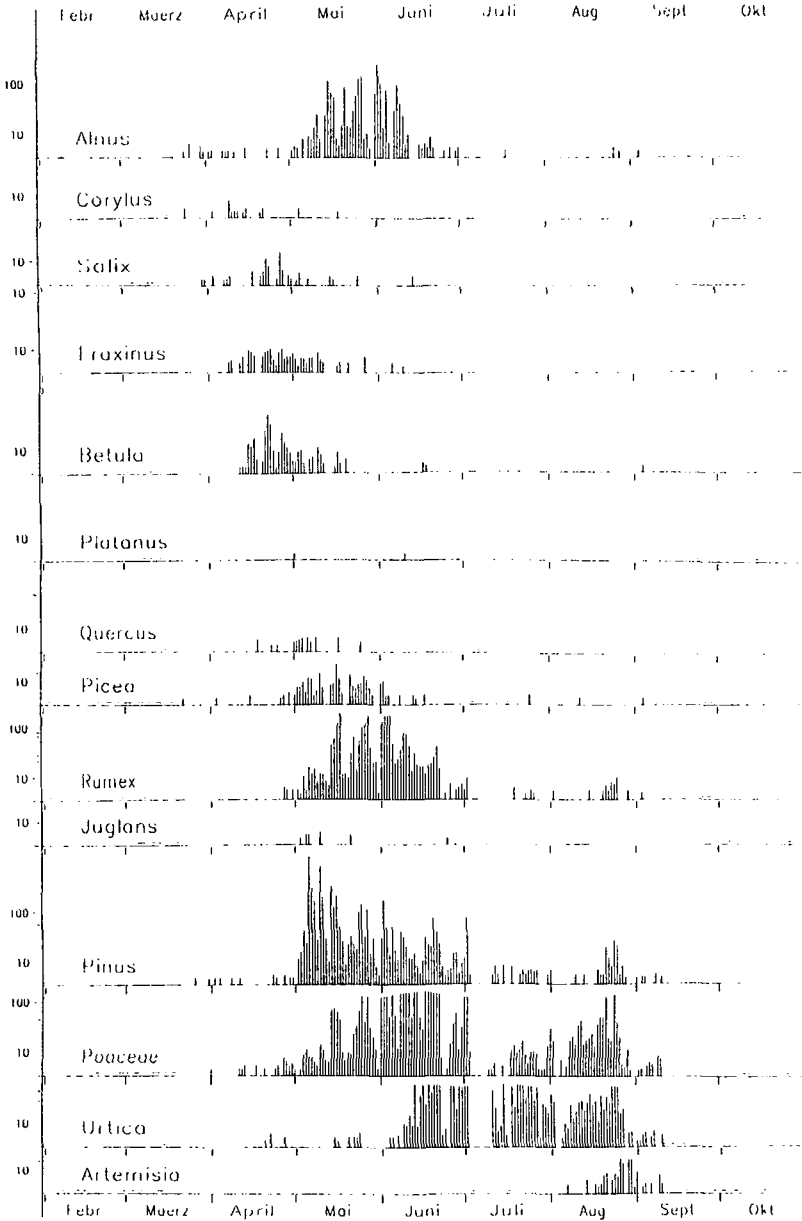 Febr Maerz April Mai Juni Juli Aug Sept Okt
100
10
Alnus
10
Corylus
10
Salix
10
10
Fraxinus
10
Betula
10
Platanus
10
Quercus
10
Picea
100
10
Rumex
10
Juglans
100
10
Pinus
100
10
Poaceae
10
Urtica
10
Artemisia
Febr Maerz April Mai Juni Juli Aug Sept Okt